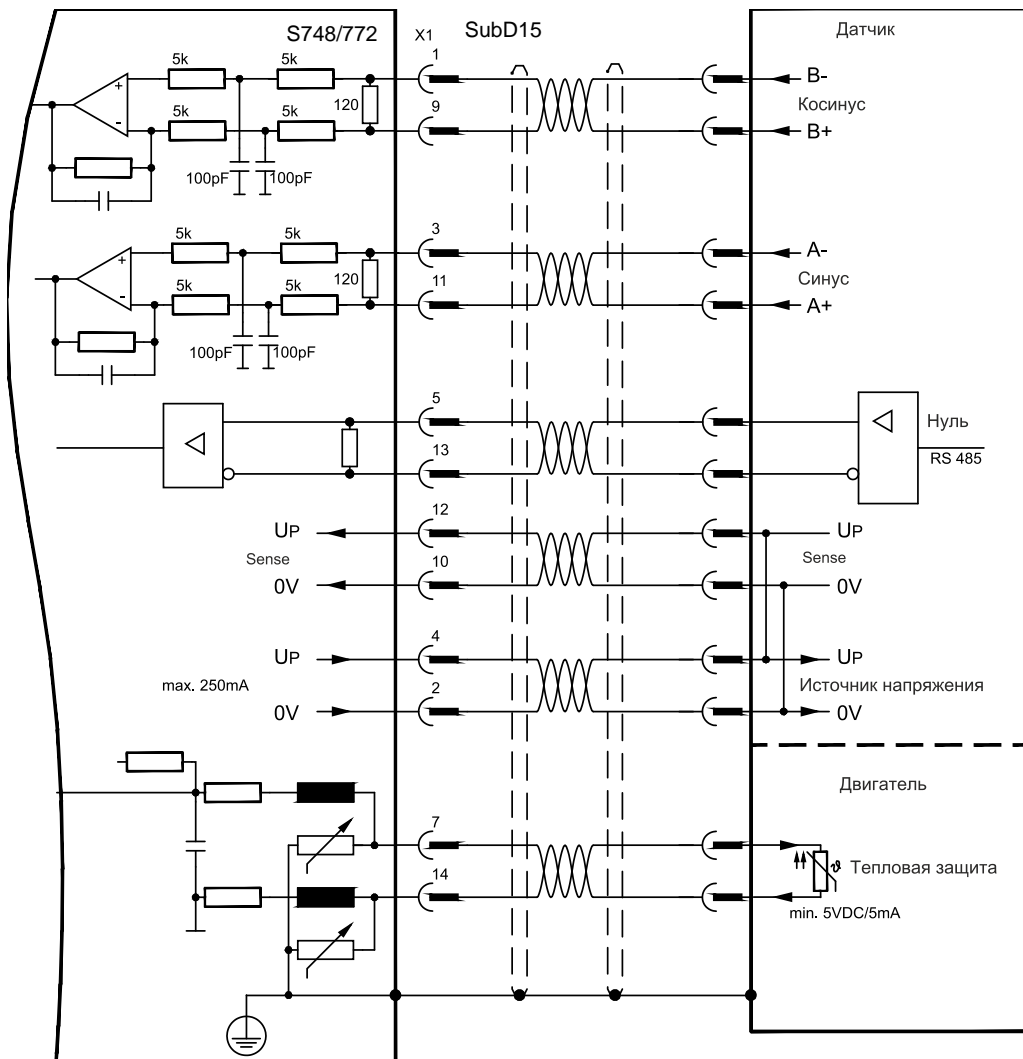 S748/772
X1
SubD15
Датчик
5k
5k
1
B-
+
120
Косинус
5k
5k
9
-
B+
100pF
100pF
3
5k
5k
A-
+
120
Синус
5k
5k
11
-
A+
100pF
100pF
5
Нуль
13
RS 485
12
UP
UP
Sense
Sense
10
0V
0V
4
UP
UP
max. 250mA
Источник напряжения
2
0V
0V
Двигатель
7
ϑ
Тепловая защита
14
min. 5VDC/5mA